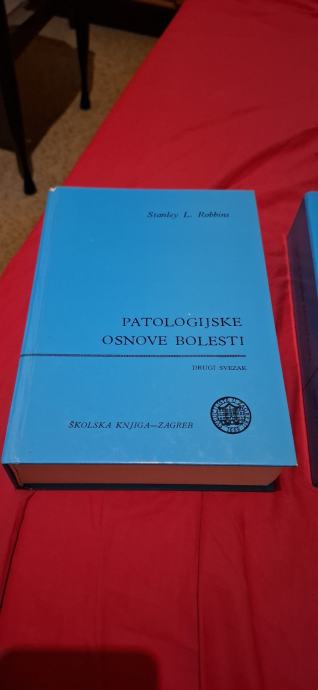 Stanley L. Robbins
PATOLOGIJSKE
OSNOVE BOLESTI
DRUGI SVEZAK
ŠKOLSKA KNJIGA—ZAGREB